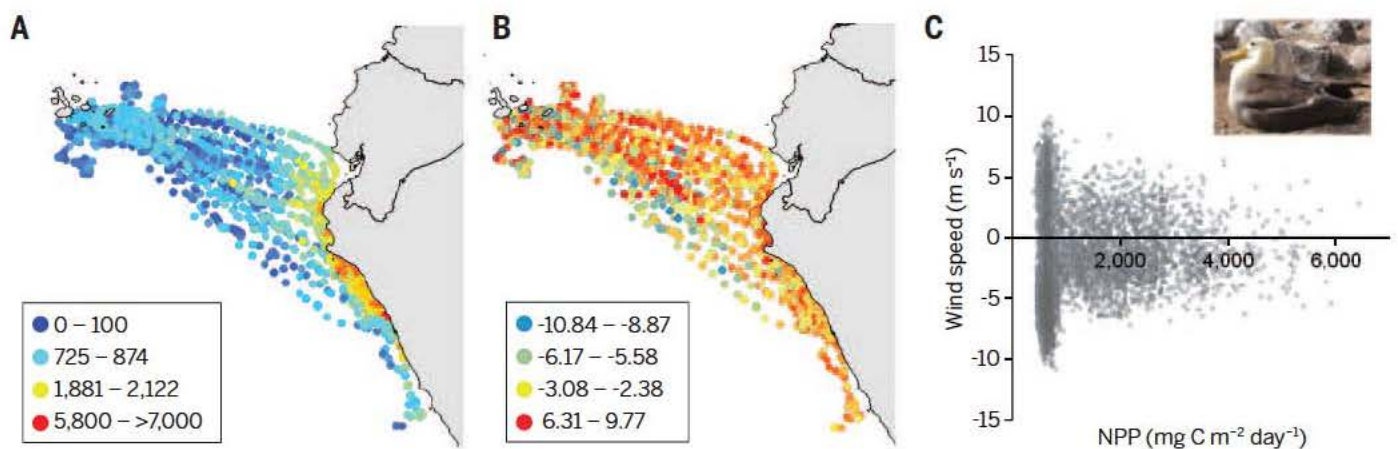 A
0 – 100
725 – 874
1,881 – 2,122
5,800 – >7,000
B
-10.84 – -8.87
-6.17 – -5.58
-3.08 – -2.38
6.31 – 9.77
C
Wind speed (m s⁻¹)
15
10
5
0
-5
-10
-15
2,000
4,000
6,000
NPP (mg C m⁻² day⁻¹)